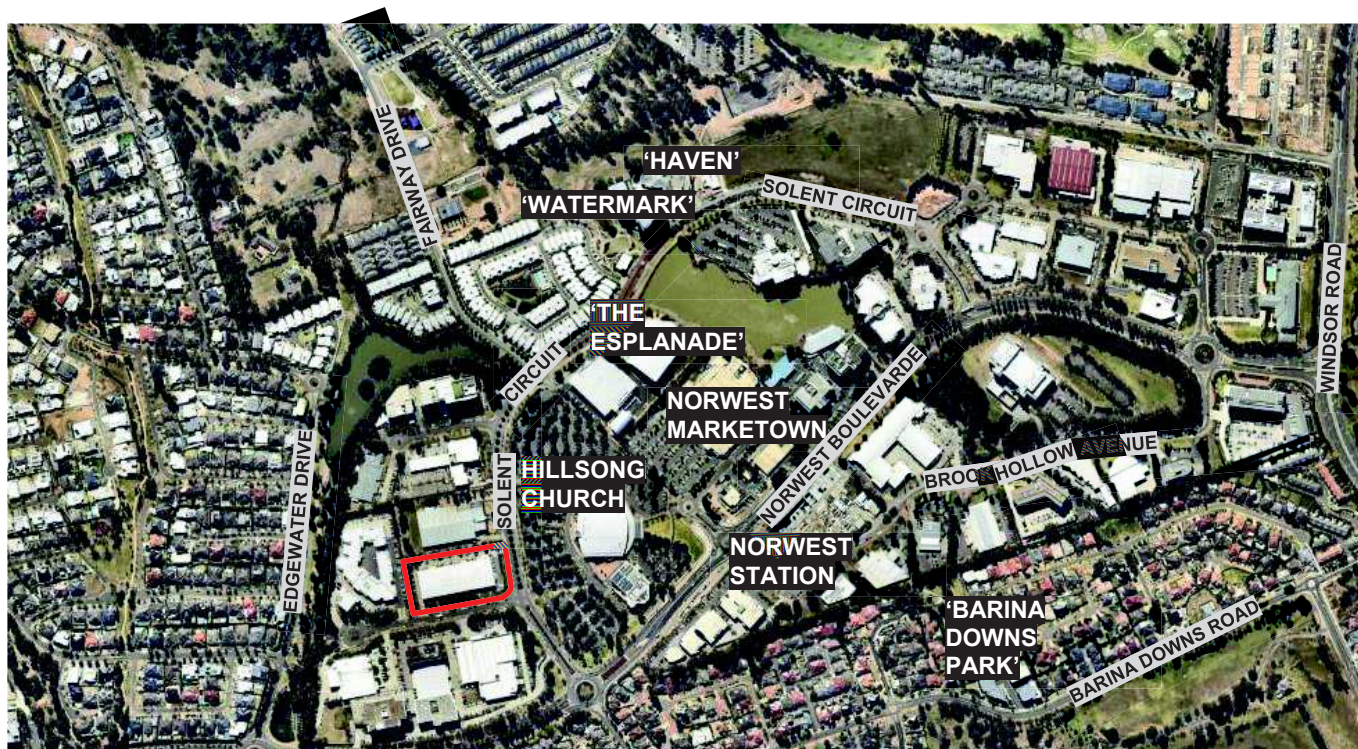 FAIRWAY DRIVE
‘HAVEN’
SOLENT CIRCUIT
‘WATERMARK’
‘THE
ESPLANADE’
CIRCUIT
SOLENT
NORWEST
MARKETOWN
NORWEST BOULEVARDE
WINDSOR ROAD
BROOKHOLLOW AVENUE
HILLSONG
CHURCH
EDGEWATER DRIVE
NORWEST
STATION
‘BARINA
DOWNS
PARK’
BARINA DOWNS ROAD